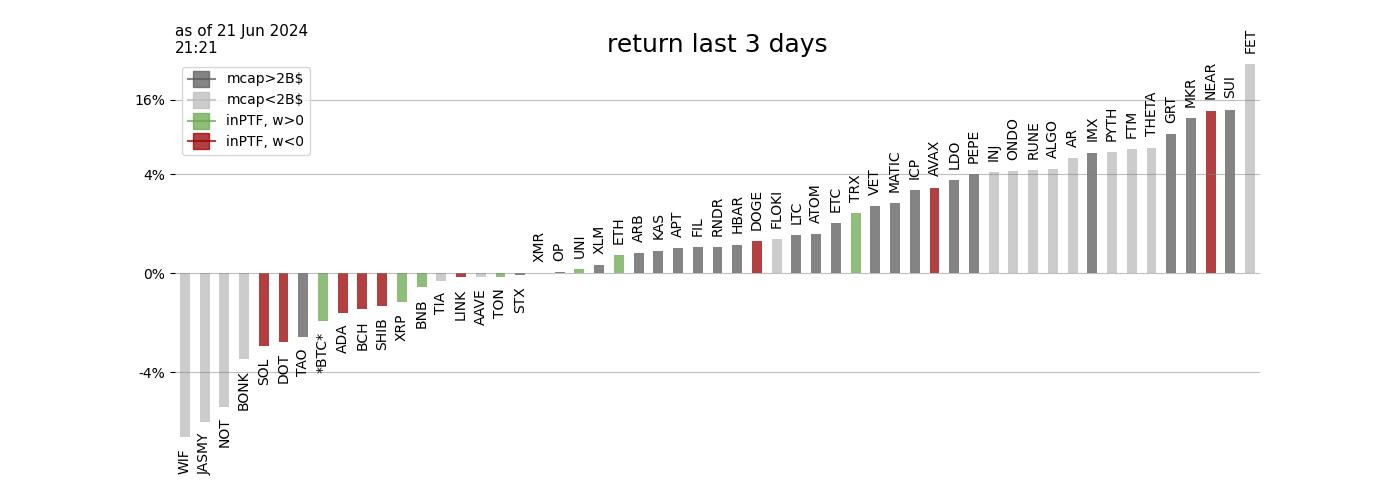 as of 21 Jun 2024
21:21
return last 3 days
mcap>2B$
mcap<2B$
inPTF, w>0
inPTF, w<0
16%
4%
0%
-4%
WIF
JASMY
NOT
BONK
SOL
DOT
TAO
*BTC*
ADA
BCH
SHIB
XRP
BNB
TIA
LINK
AAVE
TON
STX
XMR
OP
UNI
XLM
ETH
ARB
KAS
APT
FIL
RNDR
HBAR
DOGE
FLOKI
LTC
ATOM
ETC
TRX
VET
MATIC
ICP
AVAX
LDO
PEPE
INJ
ONDO
RUNE
ALGO
AR
IMX
PYTH
FTM
THETA
GRT
MKR
NEAR
SUI
FET